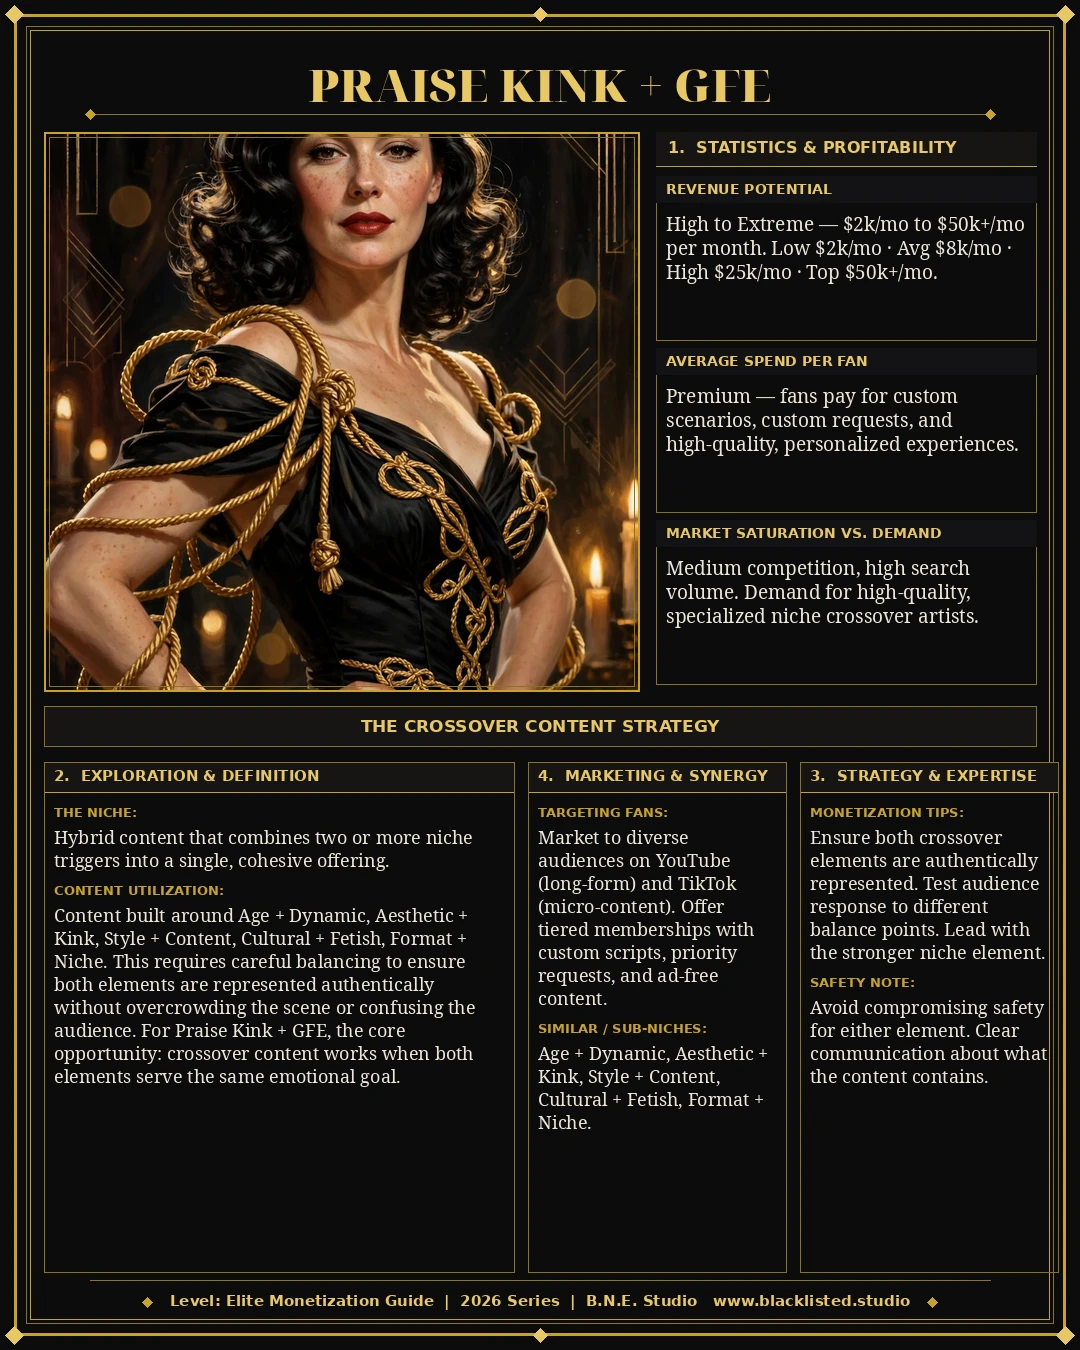 PRAISE KINK + GFE
1. STATISTICS & PROFITABILITY
REVENUE POTENTIAL
High to Extreme — $2k/mo to $50k+/mo
per month. Low $2k/mo · Avg $8k/mo ·
High $25k/mo · Top $50k+/mo.
AVERAGE SPEND PER FAN
Premium — fans pay for custom
scenarios, custom requests, and
high-quality, personalized experiences.
MARKET SATURATION VS. DEMAND
Medium competition, high search
volume. Demand for high-quality,
specialized niche crossover artists.
THE CROSSOVER CONTENT STRATEGY
2. EXPLORATION & DEFINITION
THE NICHE:
Hybrid content that combines two or more niche
triggers into a single, cohesive offering.
CONTENT UTILIZATION:
Content built around Age + Dynamic, Aesthetic +
Kink, Style + Content, Cultural + Fetish, Format +
Niche. This requires careful balancing to ensure
both elements are represented authentically
without overcrowding the scene or confusing the
audience. For Praise Kink + GFE, the core
opportunity: crossover content works when both
elements serve the same emotional goal.
4. MARKETING & SYNERGY
TARGETING FANS:
Market to diverse
audiences on YouTube
(long-form) and TikTok
(micro-content). Offer
tiered memberships with
custom scripts, priority
requests, and ad-free
content.
SIMILAR / SUB-NICHES:
Age + Dynamic, Aesthetic +
Kink, Style + Content,
Cultural + Fetish, Format +
Niche.
3. STRATEGY & EXPERTISE
MONETIZATION TIPS:
Ensure both crossover
elements are authentically
represented. Test audience
response to different
balance points. Lead with
the stronger niche element.
SAFETY NOTE:
Avoid compromising safety
for either element. Clear
communication about what
the content contains.
Level: Elite Monetization Guide | 2026 Series | B.N.E. Studio www.blacklisted.studio